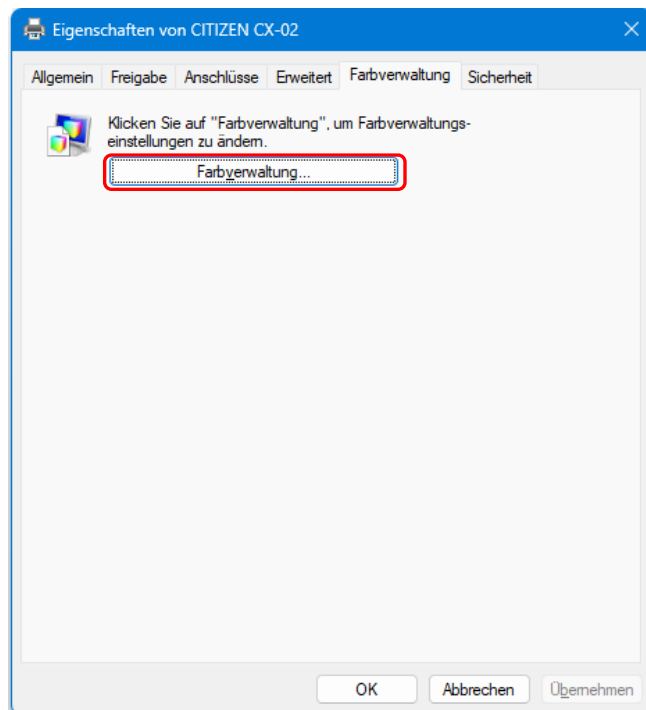 Eigenschaften von CITIZEN CX-02
Allgemein Freigabe Anschlüsse Erweitert Farbverwaltung Sicherheit
Klicken Sie auf "Farbverwaltung", um Farbverwaltungs-
einstellungen zu ändern.
Farbverwaltung...
OK Abbrechen Übernehmen